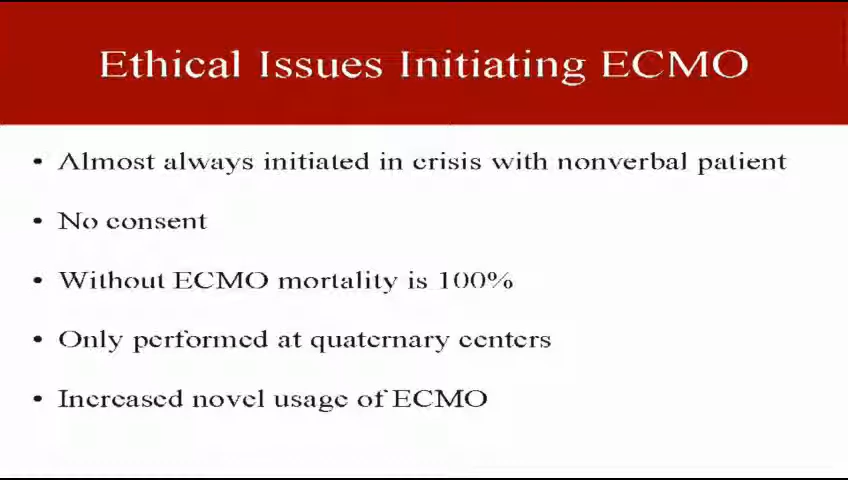 Ethical Issues Initiating ECMO
• Almost always initiated in crisis with nonverbal patient
• No consent
• Without ECMO mortality is 100%
• Only performed at quaternary centers
• Increased novel usage of ECMO